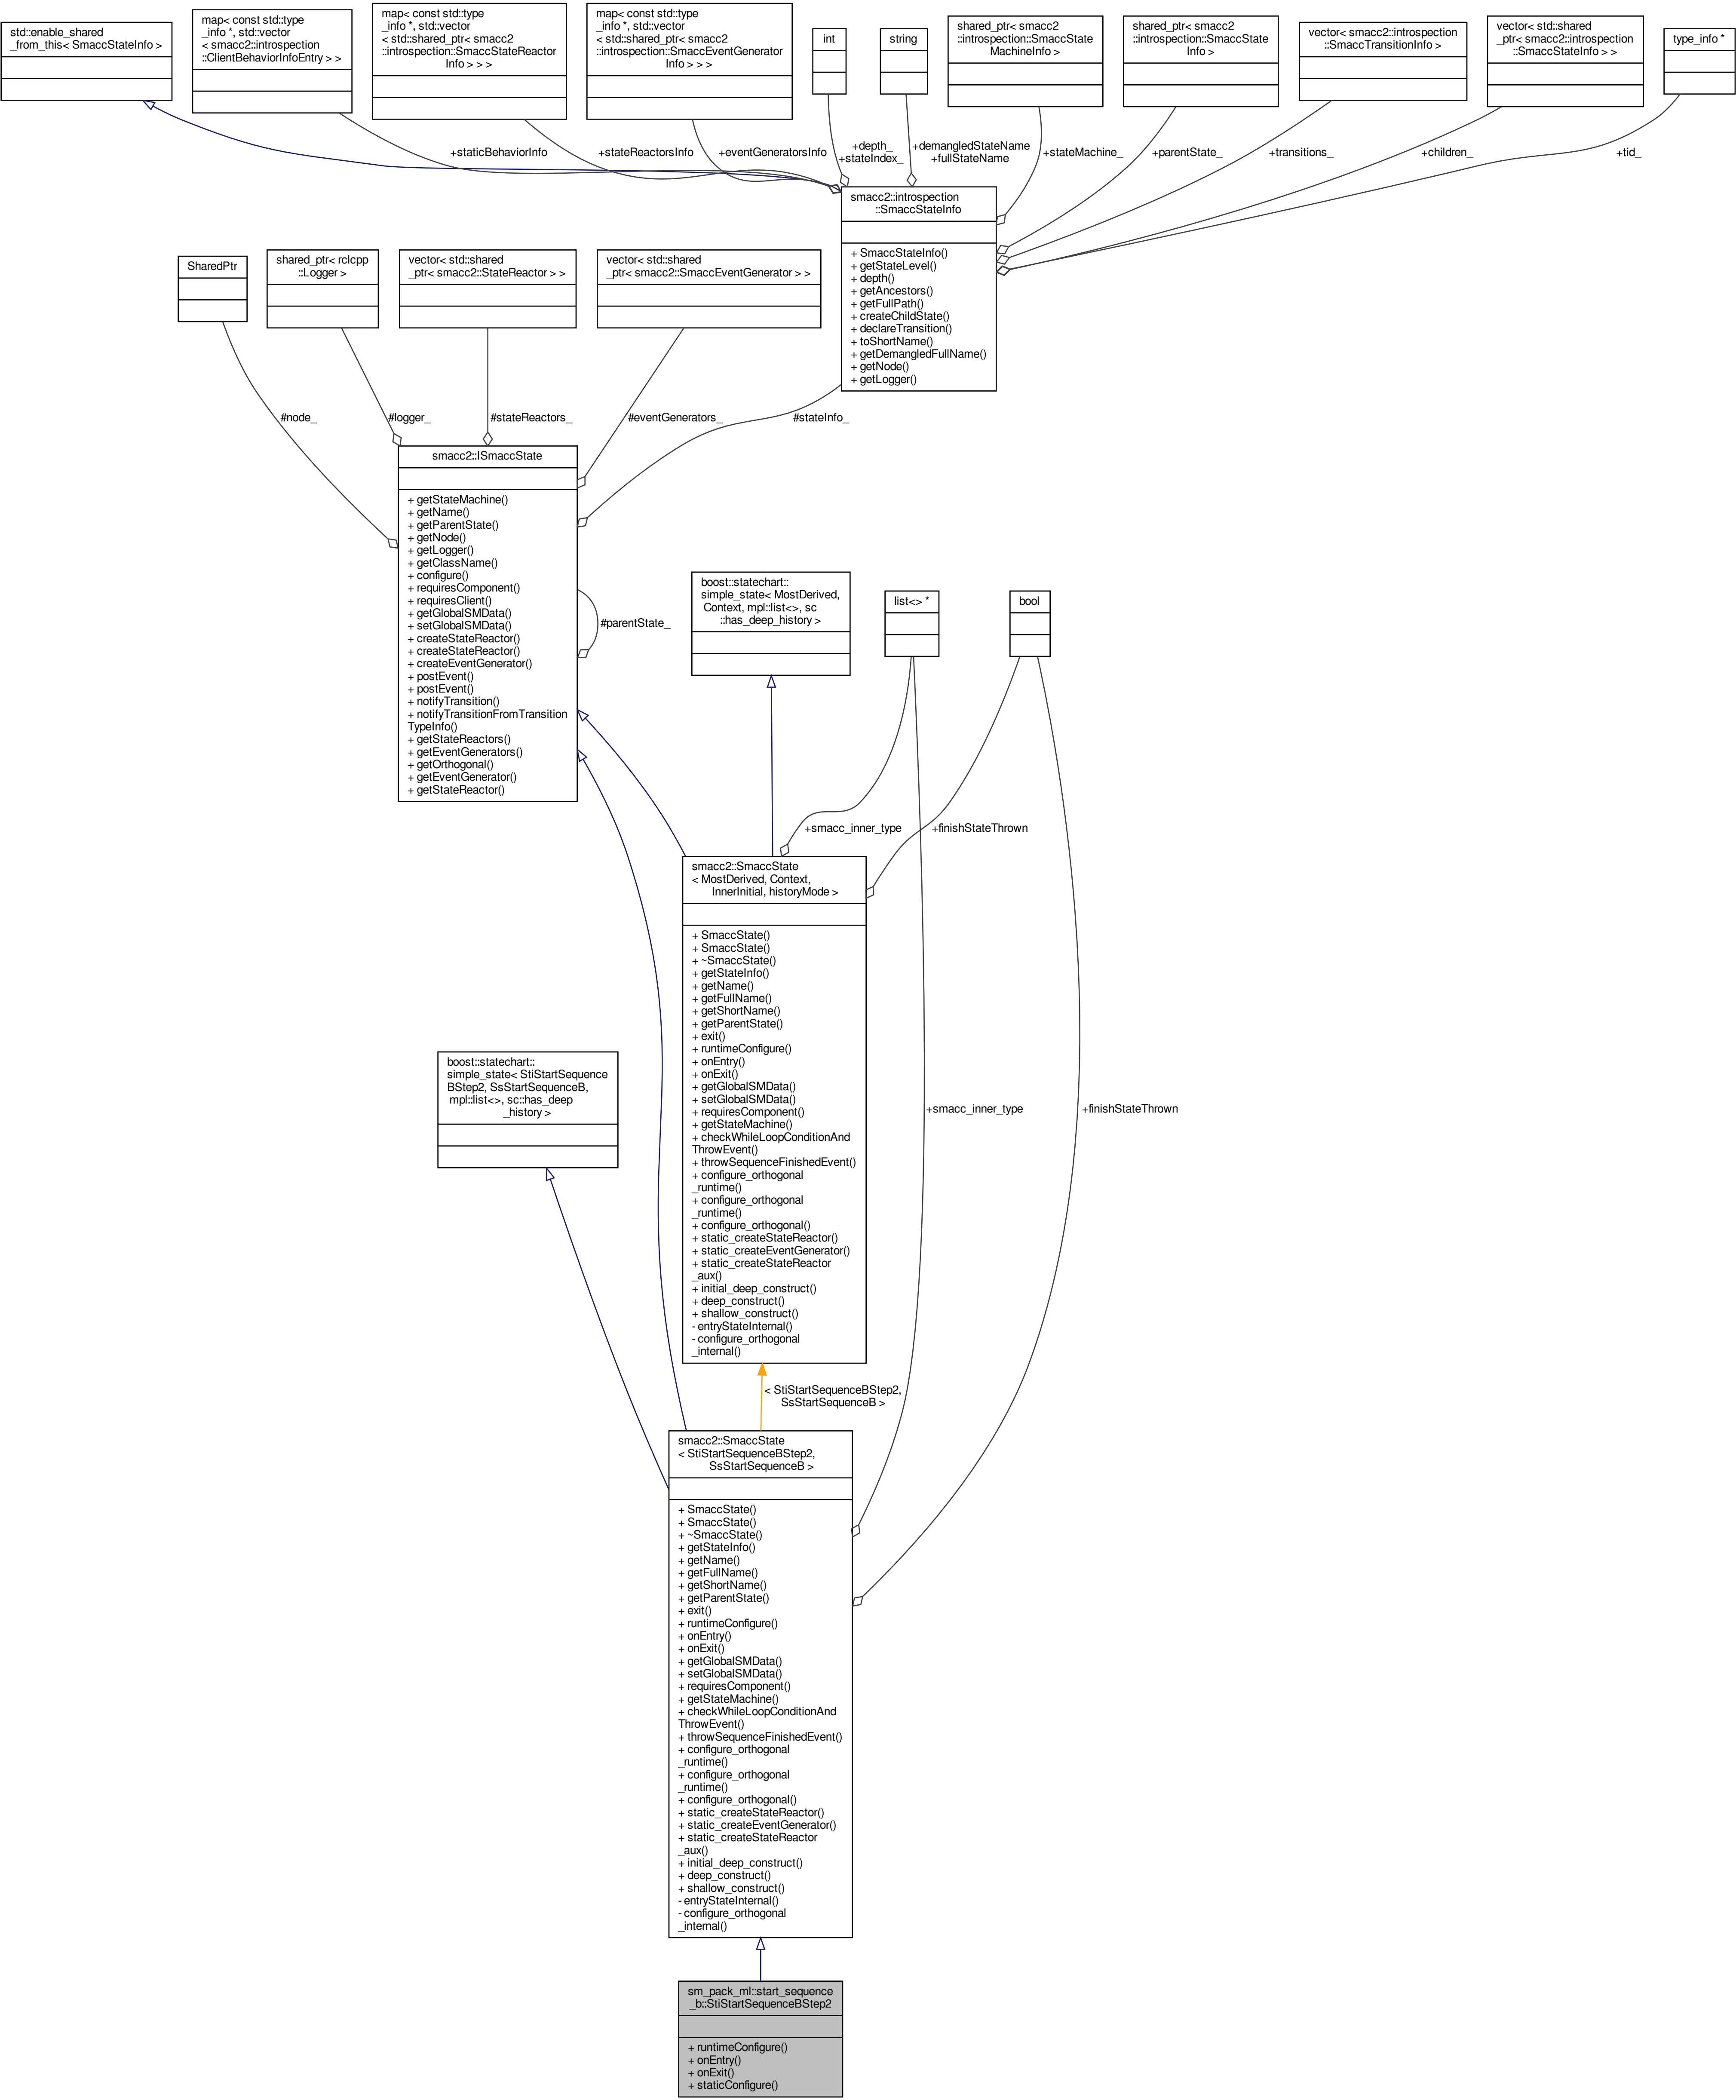 std::enable_shared
_from_this< SmaccStateInfo >
map< const std::type
_info *, std::vector
< smacc2::introspection
::ClientBehaviorInfoEntry > >
map< const std::type
_info *, std::vector
< std::shared_ptr< smacc2
::introspection::SmaccStateReactor
Info > > >
map< const std::type
_info *, std::vector
< std::shared_ptr< smacc2
::introspection::SmaccEventGenerator
Info > > >
int
string
shared_ptr< smacc2
::introspection::SmaccState
MachineInfo >
shared_ptr< smacc2
::introspection::SmaccState
Info >
vector< smacc2::introspection
::SmaccTransitionInfo >
vector< std::shared
_ptr< smacc2::introspection
::SmaccStateInfo > >
type_info *
+staticBehaviorInfo
+stateReactorsInfo
+eventGeneratorsInfo
+depth_
+stateIndex_
+demangledStateName
+fullStateName
+stateMachine_
+parentState_
+transitions_
+children_
+tid_
smacc2::introspection
::SmaccStateInfo
+ SmaccStateInfo()
+ getStateLevel()
+ depth()
+ getAncestors()
+ getFullPath()
+ createChildState()
+ declareTransition()
+ toShortName()
+ getDemangledFullName()
+ getNode()
+ getLogger()
SharedPtr
shared_ptr< rclcpp
::Logger >
vector< std::shared
_ptr< smacc2::StateReactor > >
vector< std::shared
_ptr< smacc2::SmaccEventGenerator > >
#node_
#logger_
#stateReactors_
#eventGenerators_
#stateInfo_
smacc2::ISmaccState
+ getStateMachine()
+ getName()
+ getParentState()
+ getNode()
+ getLogger()
+ getClassName()
+ configure()
+ requiresComponent()
+ requiresClient()
+ getGlobalSMData()
+ setGlobalSMData()
+ createStateReactor()
+ createStateReactor()
+ createEventGenerator()
+ postEvent()
+ postEvent()
+ notifyTransition()
+ notifyTransitionFromTransition
TypeInfo()
+ getStateReactors()
+ getEventGenerators()
+ getOrthogonal()
+ getEventGenerator()
+ getStateReactor()
#parentState_
boost::statechart::
simple_state< MostDerived,
Context, mpl::list<>, sc
::has_deep_history >
list<> *
bool
+smacc_inner_type
+finishStateThrown
smacc2::SmaccState
< MostDerived, Context,
InnerInitial, historyMode >
+ SmaccState()
+ SmaccState()
+ ~SmaccState()
+ getStateInfo()
+ getName()
+ getFullName()
+ getShortName()
+ getParentState()
+ exit()
+ runtimeConfigure()
+ onEntry()
+ onExit()
+ getGlobalSMData()
+ setGlobalSMData()
+ requiresComponent()
+ getStateMachine()
+ checkWhileLoopConditionAnd
ThrowEvent()
+ throwSequenceFinishedEvent()
+ configure_orthogonal
_runtime()
+ configure_orthogonal
_runtime()
+ configure_orthogonal()
+ static_createStateReactor()
+ static_createEventGenerator()
+ static_createStateReactor
_aux()
+ initial_deep_construct()
+ deep_construct()
+ shallow_construct()
- entryStateInternal()
- configure_orthogonal
_internal()
boost::statechart::
simple_state< StiStartSequence
BStep2, SsStartSequenceB,
mpl::list<>, sc::has_deep
_history >
+smacc_inner_type
+finishStateThrown
< StiStartSequenceBStep2,
SsStartSequenceB >
smacc2::SmaccState
< StiStartSequenceBStep2,
SsStartSequenceB >
+ SmaccState()
+ SmaccState()
+ ~SmaccState()
+ getStateInfo()
+ getName()
+ getFullName()
+ getShortName()
+ getParentState()
+ exit()
+ runtimeConfigure()
+ onEntry()
+ onExit()
+ getGlobalSMData()
+ setGlobalSMData()
+ requiresComponent()
+ getStateMachine()
+ checkWhileLoopConditionAnd
ThrowEvent()
+ throwSequenceFinishedEvent()
+ configure_orthogonal
_runtime()
+ configure_orthogonal
_runtime()
+ configure_orthogonal()
+ static_createStateReactor()
+ static_createEventGenerator()
+ static_createStateReactor
_aux()
+ initial_deep_construct()
+ deep_construct()
+ shallow_construct()
- entryStateInternal()
- configure_orthogonal
_internal()
sm_pack_ml::start_sequence
_b::StiStartSequenceBStep2
+ runtimeConfigure()
+ onEntry()
+ onExit()
+ staticConfigure()